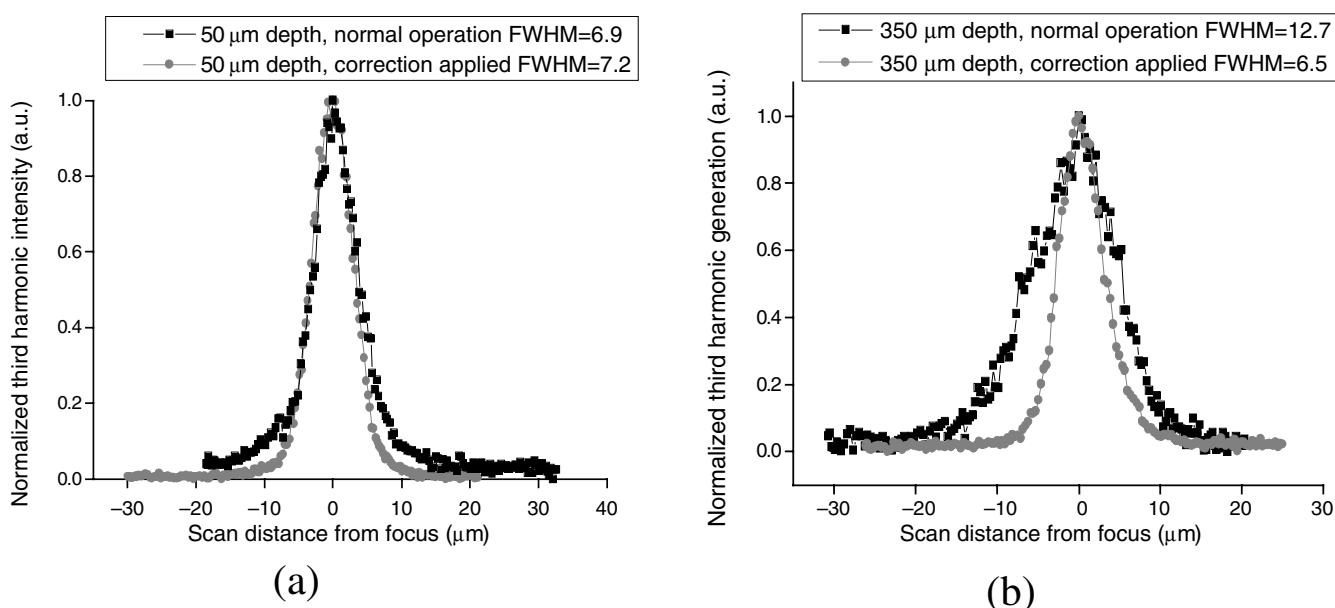 50 μm depth, normal operation FWHM=6.9
50 μm depth, correction applied FWHM=7.2
Normalized third harmonic intensity (a.u.)
1.0
0.8
0.6
0.4
0.2
0.0
−30 −20 −10 0 10 20 30 40
Scan distance from focus (μm)
(a)
350 μm depth, normal operation FWHM=12.7
350 μm depth, correction applied FWHM=6.5
Normalized third harmonic generation (a.u.)
1.0
0.8
0.6
0.4
0.2
0.0
−30 −20 −10 0 10 20 30
Scan distance from focus (μm)
(b)